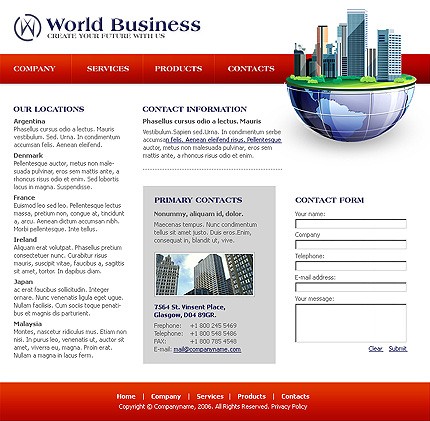 World Business
CREATE YOUR FUTURE WITH US
COMPANY
SERVICES
PRODUCTS
CONTACTS
OUR LOCATIONS
Argentina
Phasellus cursus odio a lectus. Mauris
vestibulum. Sed. Urna. In condimentum
accumsan felis. Aenean eleifend.
Denmark
Pellentesque auctor, metus non male-
suada pulvinar, eros sem mattis ante, a
rhoncus risus odio et enim. Sed lobortis
lacus in magna. Suspendisse.
France
Euismod leo sed leo. Pellentesque lectus
massa, pretium non, congue at, tincidunt
a, arcu. Aenean dictum accumsan nibh.
Morbi pellentesque. Inte tellus.
Ireland
Aliquam erat volutpat. Phasellus pretium
consectetuer nunc. Curabitur risus
mauris, suscipit vitae, faucibus a, sagittis
sit amet, tortor. In dapibus diam.
Japan
ac erat faucibus sollicitudin. Integer
ornare. Nunc venenatis ligula eget ugue.
Nullam facilisis. Cum sociis toque penati-
bus et magnis dis parturient.
Malaysia
Montes, nascetur ridiculus mus. Etiam non
nisi. In purus leo, venenatis ut, auctor sit
amet, viverra eu, magna. Proin erat.
Nullam a magna in lacus ferm.
CONTACT INFORMATION
Phasellus cursus odio a lectus. Mauris
Vestibulum.Sapien sed.Urna. In condimentum serbe
accumsan felis. Aenean eleifend risus. Pellentesque
auctor, metus non malesuada pulvinar, eros sem
mattis ante, a rhoncus risus odio et enim.
PRIMARY CONTACTS
Nonummy, aliquam id, dolor.
Maecenas tempus. Nunc condimentum
tellus sit amet justo. Duis eros.Enim,
consequat in, blandit ut, vive.
7564 St. Vinsent Place,
Glasgow, D04 89GR.
Frephone: +1 800 245 5469
Telephone: +1 800 548 5486
FAX: +1 800 785 4548
E-mail: mail@companyname.com
CONTACT FORM
Your name:
Company
Telephone:
E-mail address:
Your message:
Clear Submit
Home | Company | Services | Products | Contacts
Copyright © Companyname, 2006. All Rights Reserved. Privacy Policy